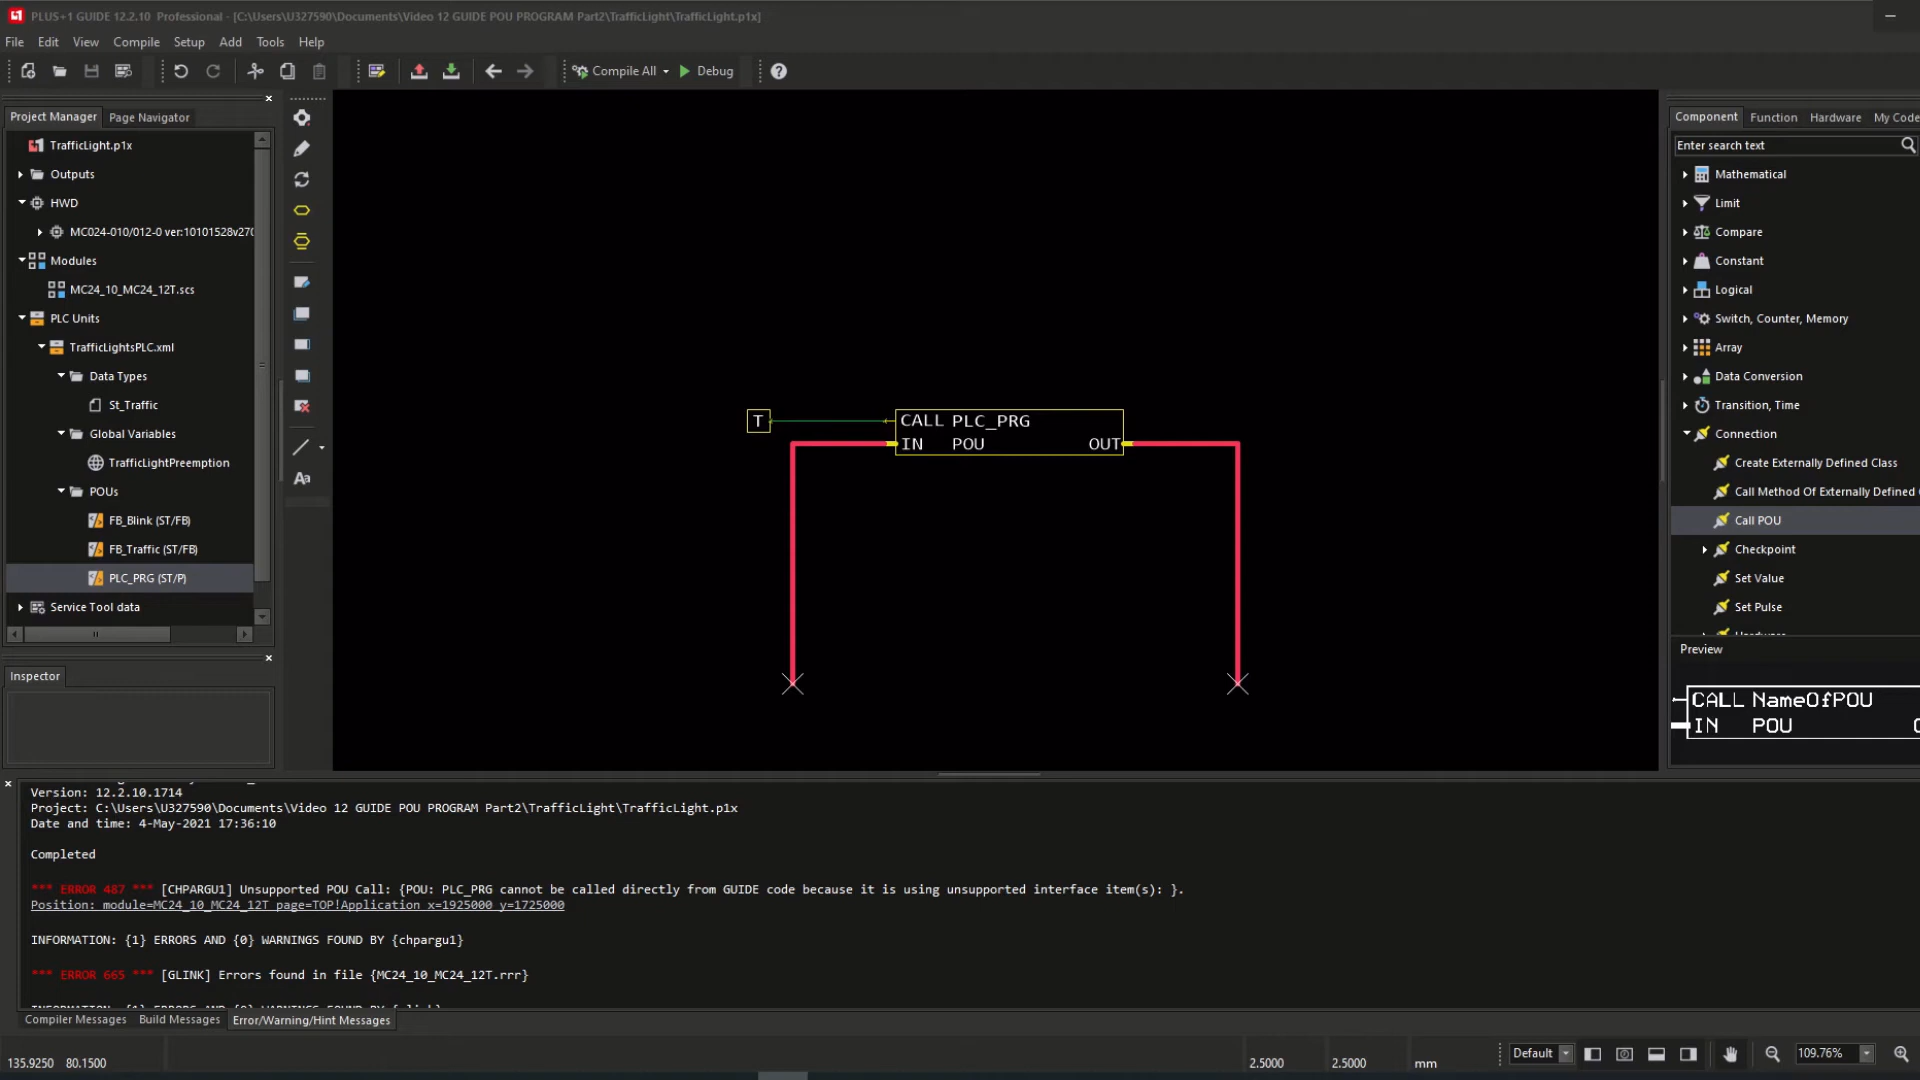 PLUS+1 GUIDE 12.2.10 Professional - [C:\Users\U327590\Documents\Video 12 GUIDE POU PROGRAM Part2\TrafficLight\TrafficLight.p1x]
File Edit View Compile Setup Add Tools Help
Compile All Debug
Project Manager Page Navigator
TrafficLight.p1x
Outputs
HWD
MC024-010/012-0 ver:10101528v270
Modules
MC24_10_MC24_12T.scs
PLC Units
TrafficLightsPLC.xml
Data Types
St_Traffic
Global Variables
TrafficLightPreemption
POUs
FB_Blink (ST/FB)
FB_Traffic (ST/FB)
PLC_PRG (ST/P)
Service Tool data
Inspector
Aa
T
CALL PLC_PRG
IN POU OUT
Component Function Hardware My Code
Enter search text
Mathematical
Limit
Compare
Constant
Logical
Switch, Counter, Memory
Array
Data Conversion
Transition, Time
Connection
Create Externally Defined Class
Call Method Of Externally Defined
Call POU
Checkpoint
Set Value
Set Pulse
Preview
CALL NameOfPOU
IN POU
Version: 12.2.10.1714
Project: C:\Users\U327590\Documents\Video 12 GUIDE POU PROGRAM Part2\TrafficLight\TrafficLight.p1x
Date and time: 4-May-2021 17:36:10
Completed
*** ERROR 487 *** [CHPARGU1] Unsupported POU Call: {POU: PLC_PRG cannot be called directly from GUIDE code because it is using unsupported interface item(s): }.
Position: module=MC24_10_MC24_12T page=TOP!Application x=1925000 y=1725000
INFORMATION: {1} ERRORS AND {0} WARNINGS FOUND BY {chpargu1}
*** ERROR 665 *** [GLINK] Errors found in file {MC24_10_MC24_12T.rrr}
Compiler Messages Build Messages Error/Warning/Hint Messages
135.9250 80.1500 2.5000 2.5000 mm Default 109.76%